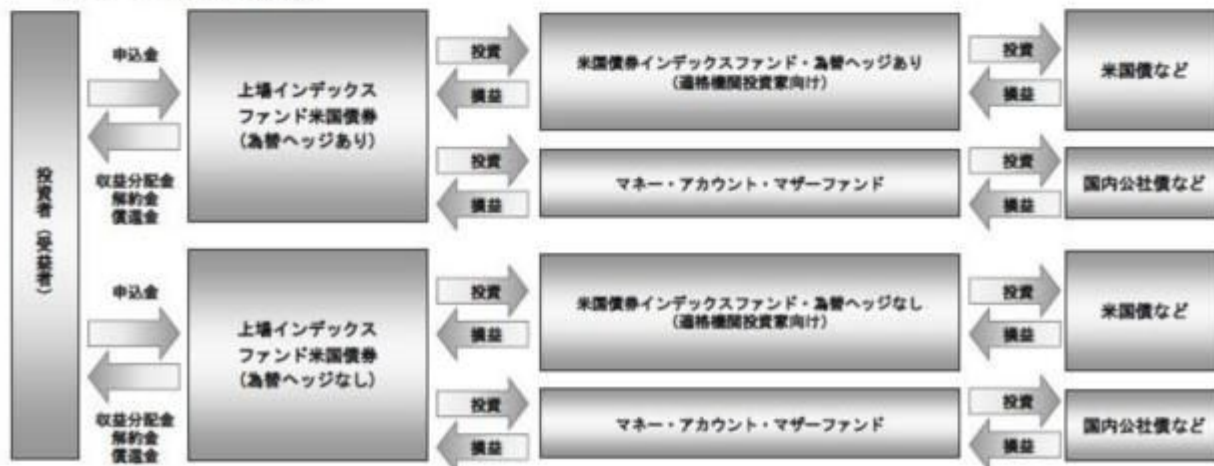 投資者（受益者）
申込金
収益分配金
解約金
償還金
上場インデックス
ファンド米国債券
(為替ヘッジあり)
投資
損益
米国債券インデックスファンド・為替ヘッジあり
(適格機関投資家向け)
投資
損益
米国債など
投資
損益
マネー・アカウント・マザーファンド
投資
損益
国内公社債など
申込金
収益分配金
解約金
償還金
上場インデックス
ファンド米国債券
(為替ヘッジなし)
投資
損益
米国債券インデックスファンド・為替ヘッジなし
(適格機関投資家向け)
投資
損益
米国債など
投資
損益
マネー・アカウント・マザーファンド
投資
損益
国内公社債など